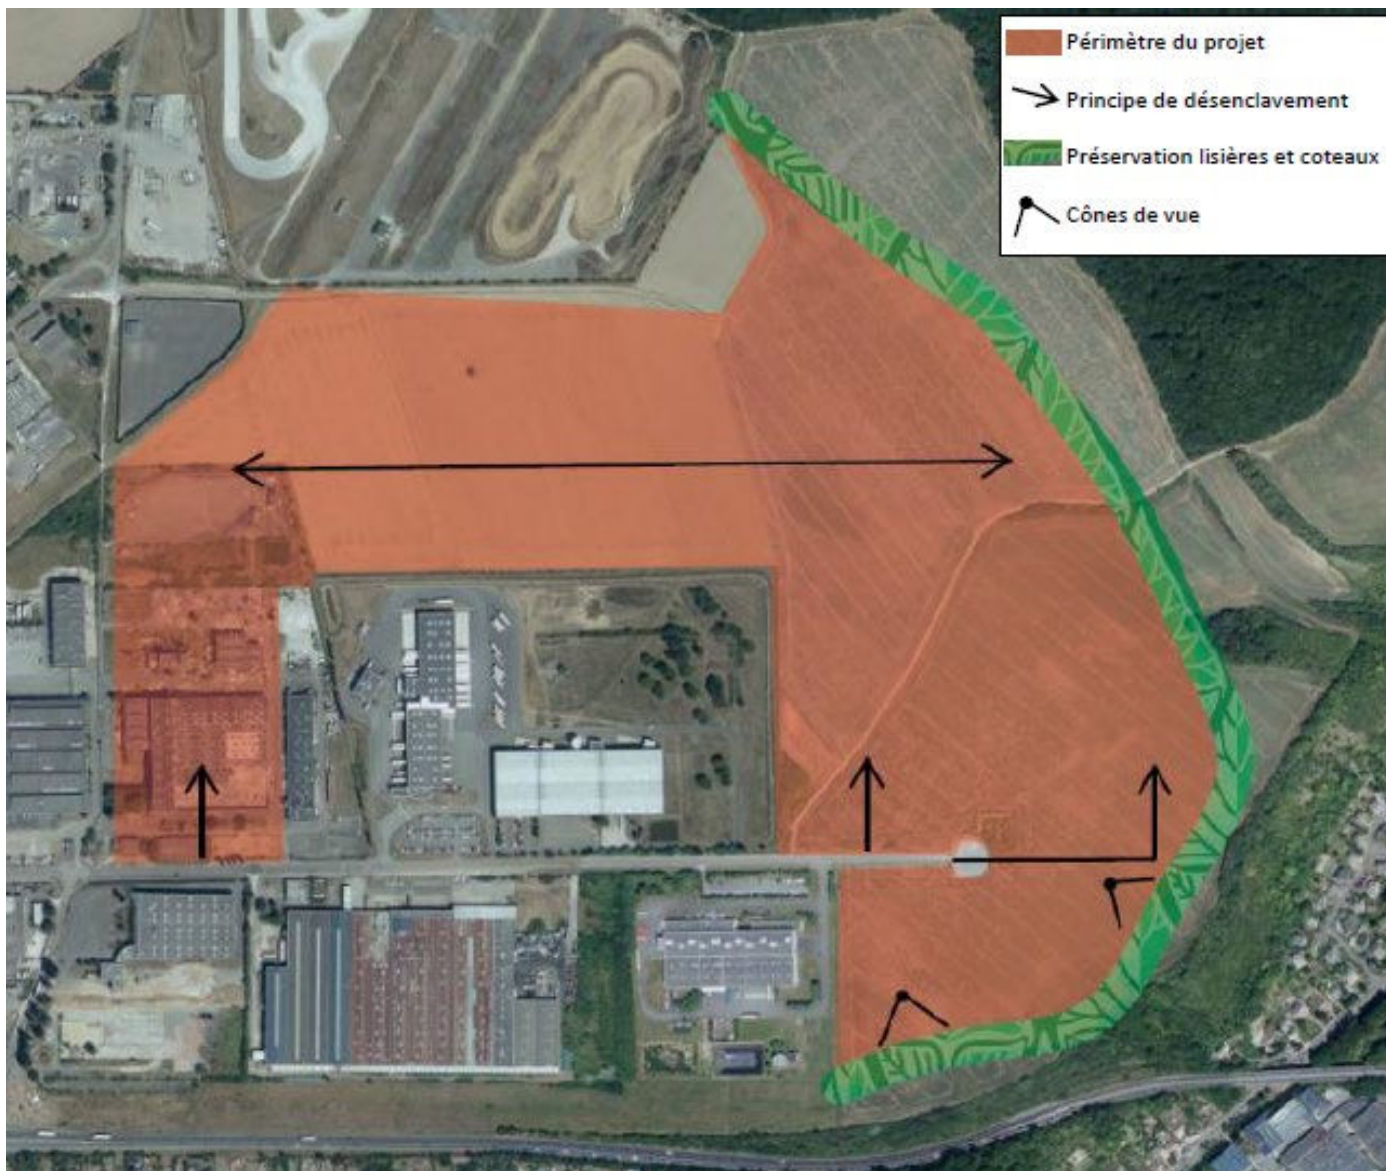 Périmètre du projet
Principe de désenclavement
Préservation lisières et coteaux
Cônes de vue